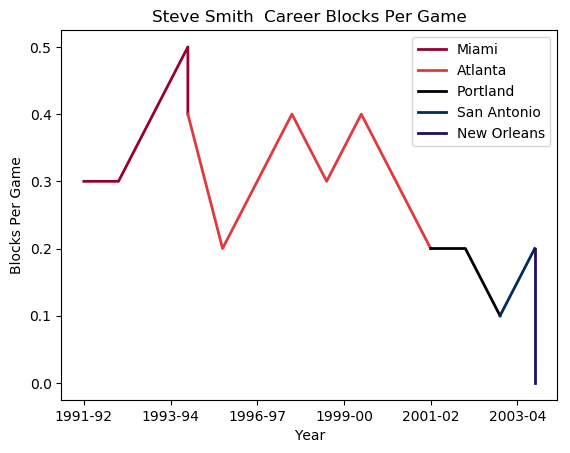 Steve Smith  Career Blocks Per Game
Blocks Per Game
0.5
0.4
0.3
0.2
0.1
0.0
Miami
Atlanta
Portland
San Antonio
New Orleans
1991-92 1993-94 1996-97 1999-00 2001-02 2003-04
Year